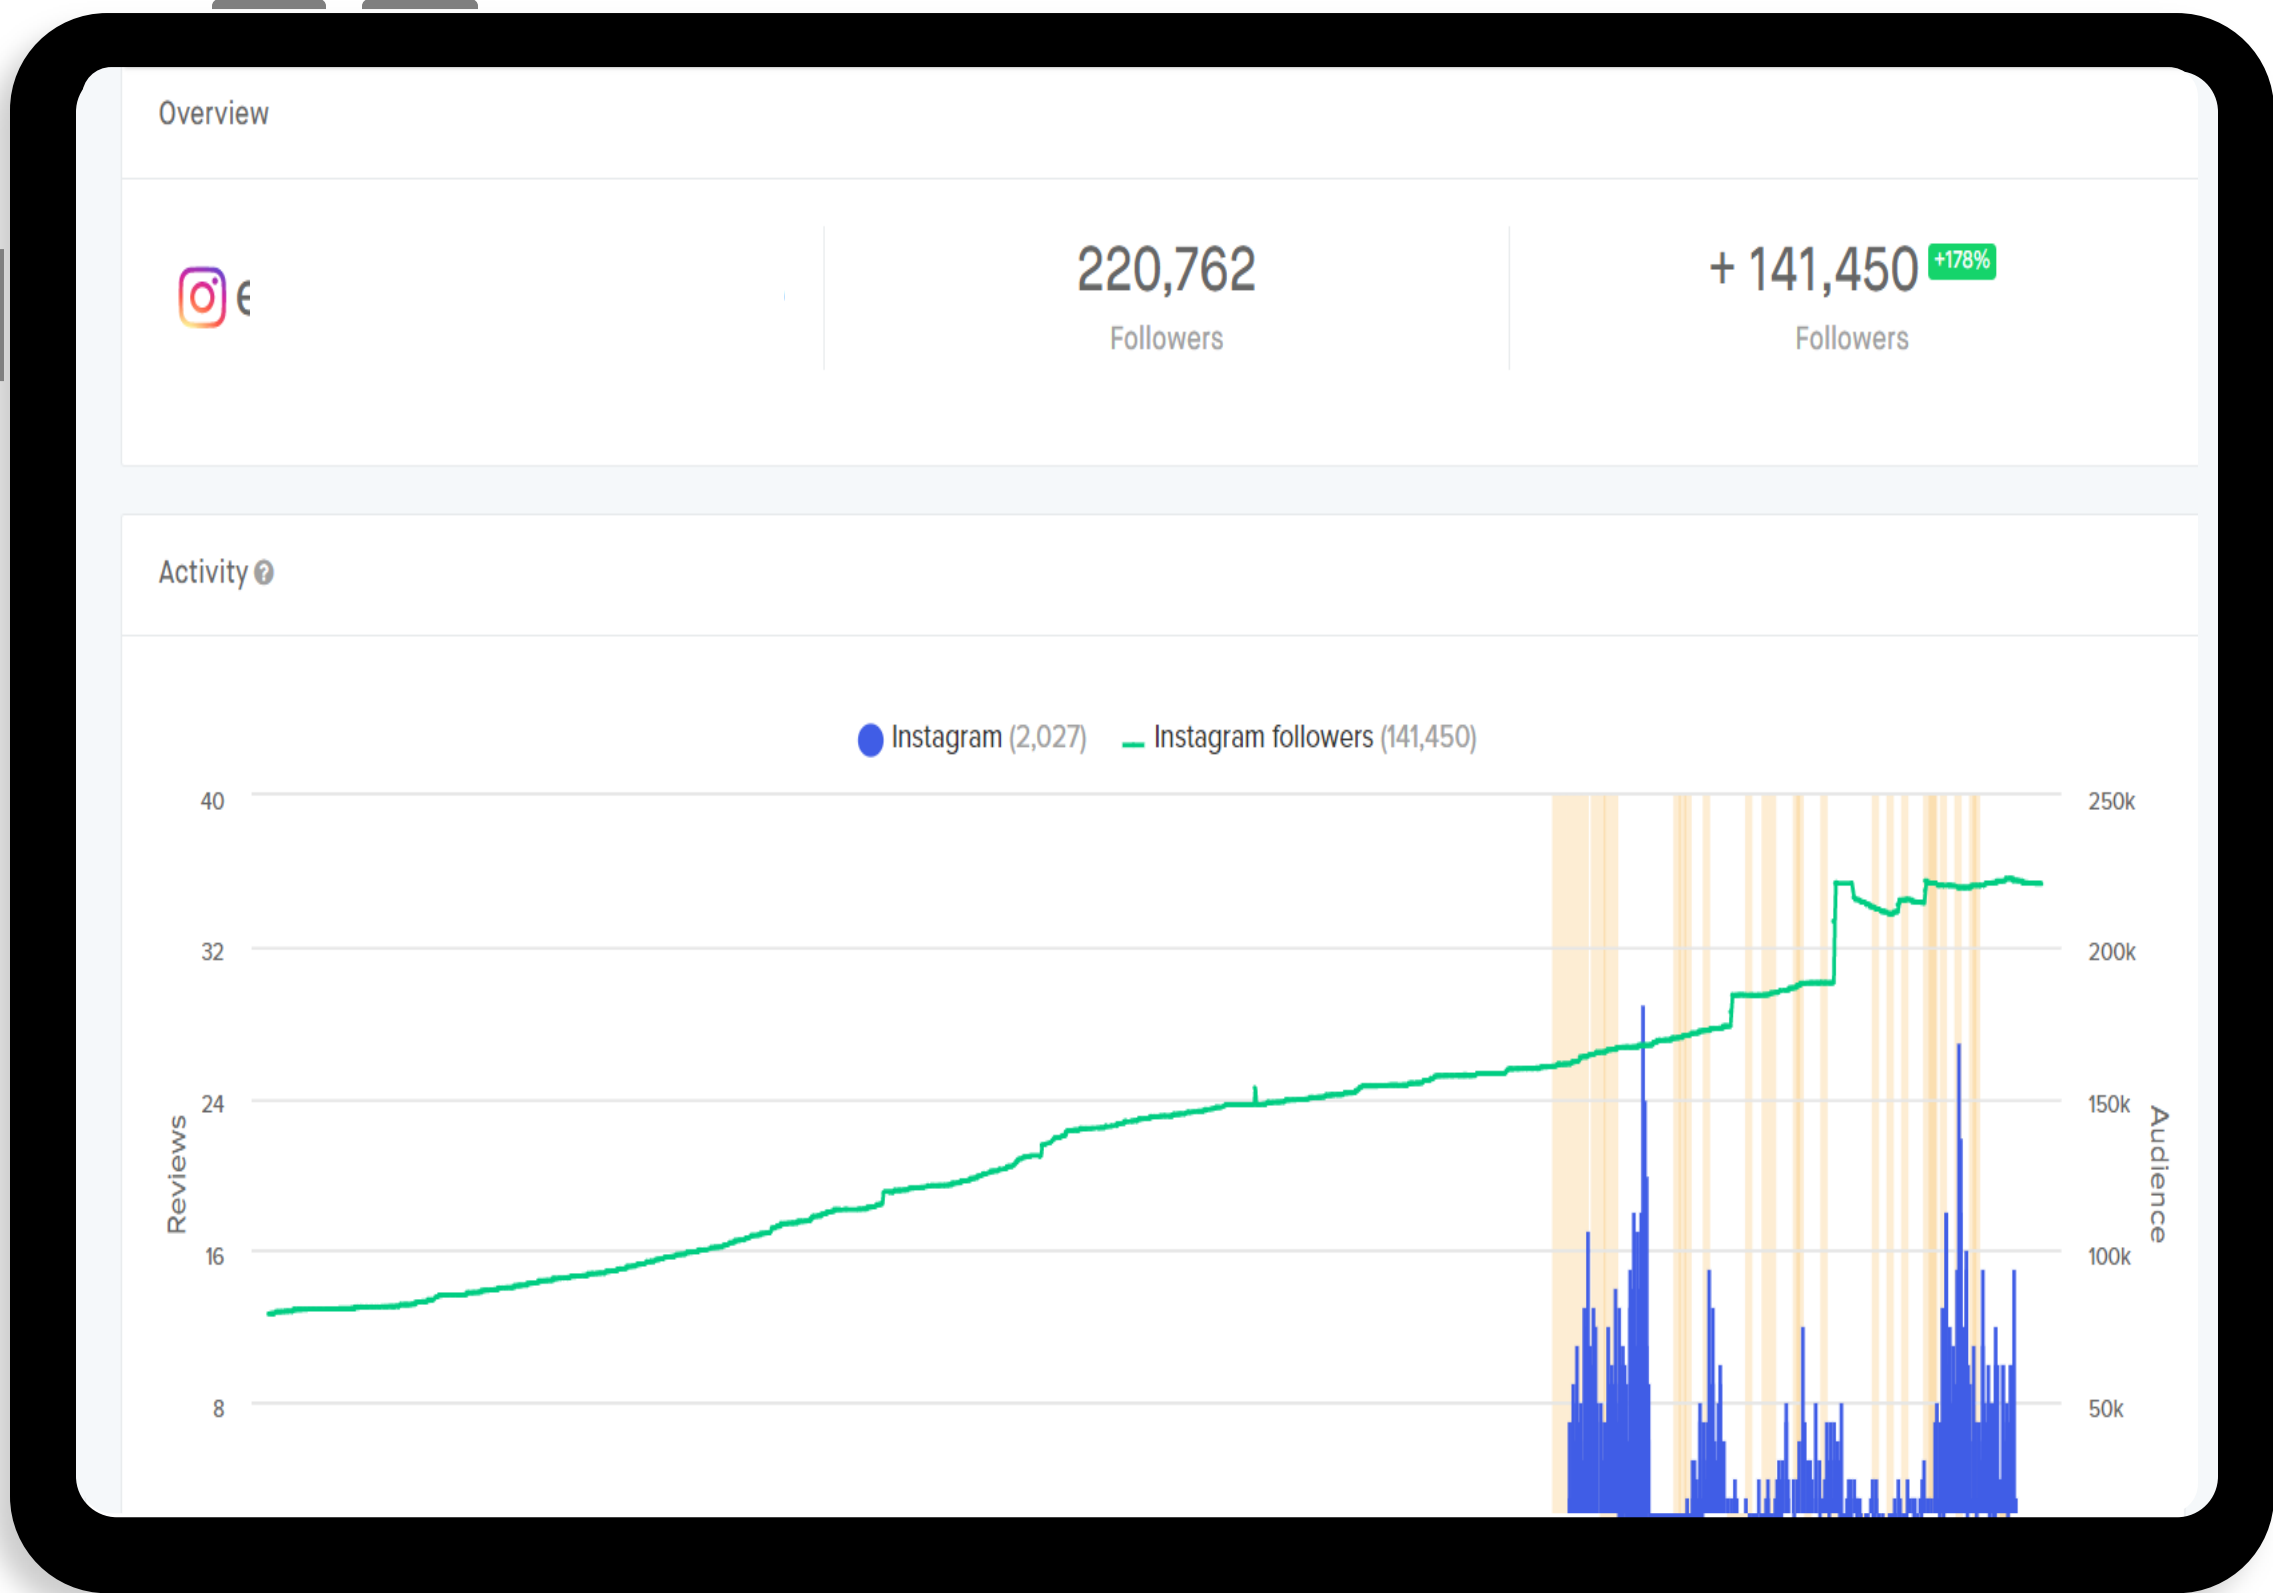 Overview
220,762
Followers
+ 141,450 +178%
Followers
Activity ?
Instagram (2,027) Instagram followers (141,450)
40
32
24
16
8
Reviews
250k
200k
150k
100k
50k
Audience